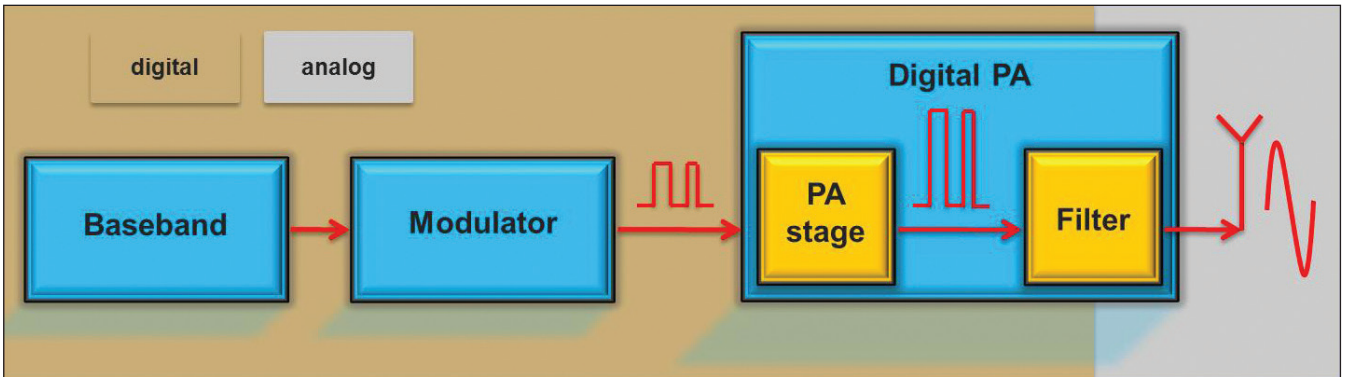 digital
analog
Digital PA
Baseband
Modulator
PA
stage
Filter